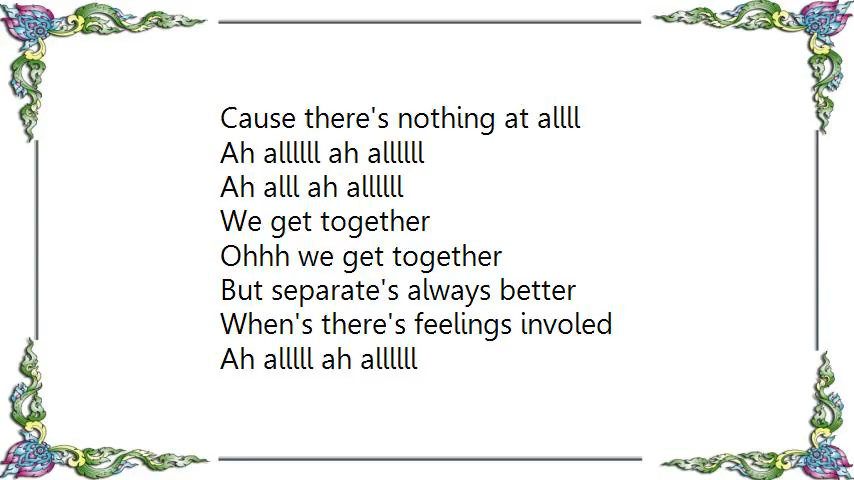 Cause there's nothing at allll
Ah allllll ah allllll
Ah alll ah allllll
We get together
Ohhh we get together
But separate's always better
When's there's feelings involed
Ah alllll ah allllll